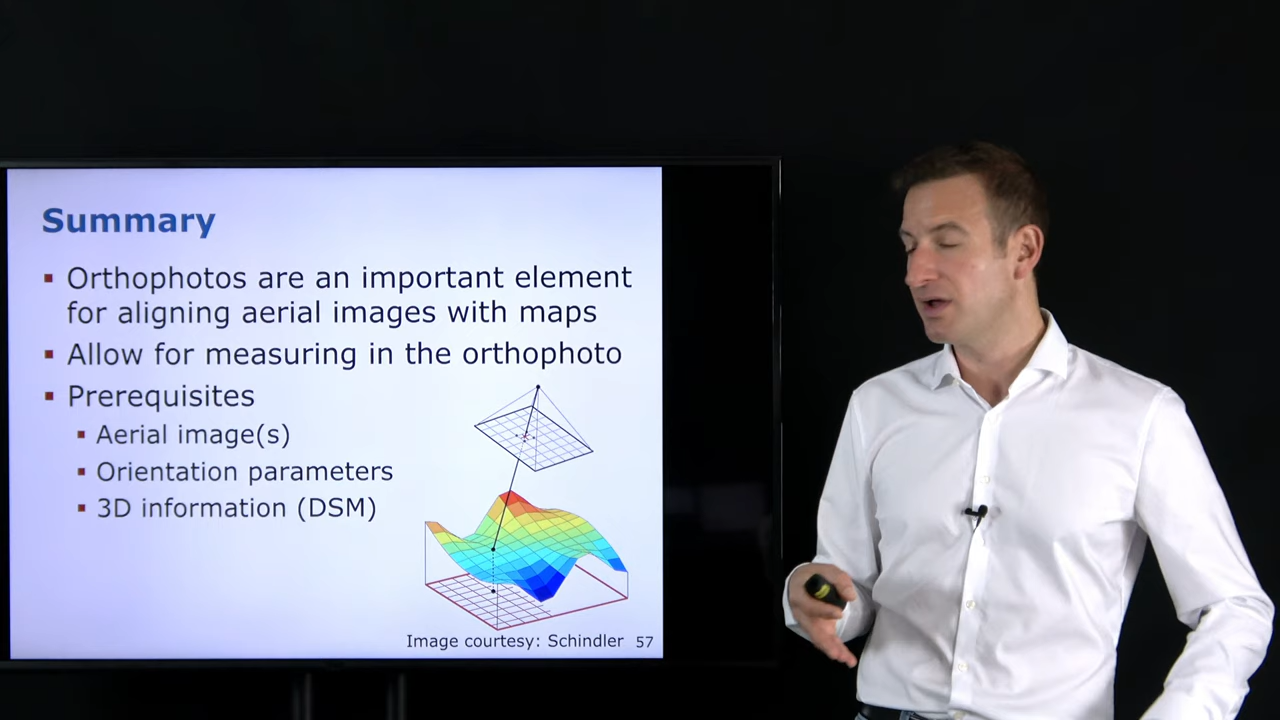 Summary
Orthophotos are an important element
for aligning aerial images with maps
Allow for measuring in the orthophoto
Prerequisites
Aerial image(s)
Orientation parameters
3D information (DSM)
Image courtesy: Schindler 57